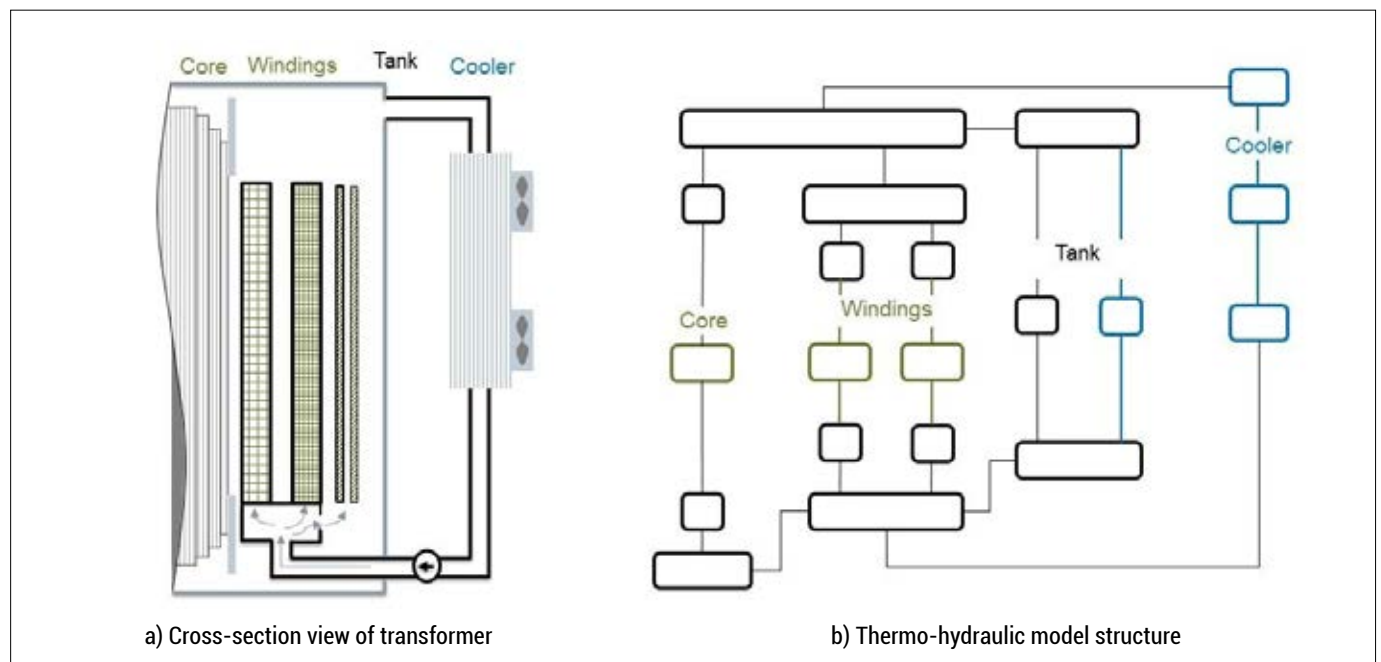 Core Windings Tank Cooler
Cooler
Tank
Windings
Core
a) Cross-section view of transformer
b) Thermo-hydraulic model structure